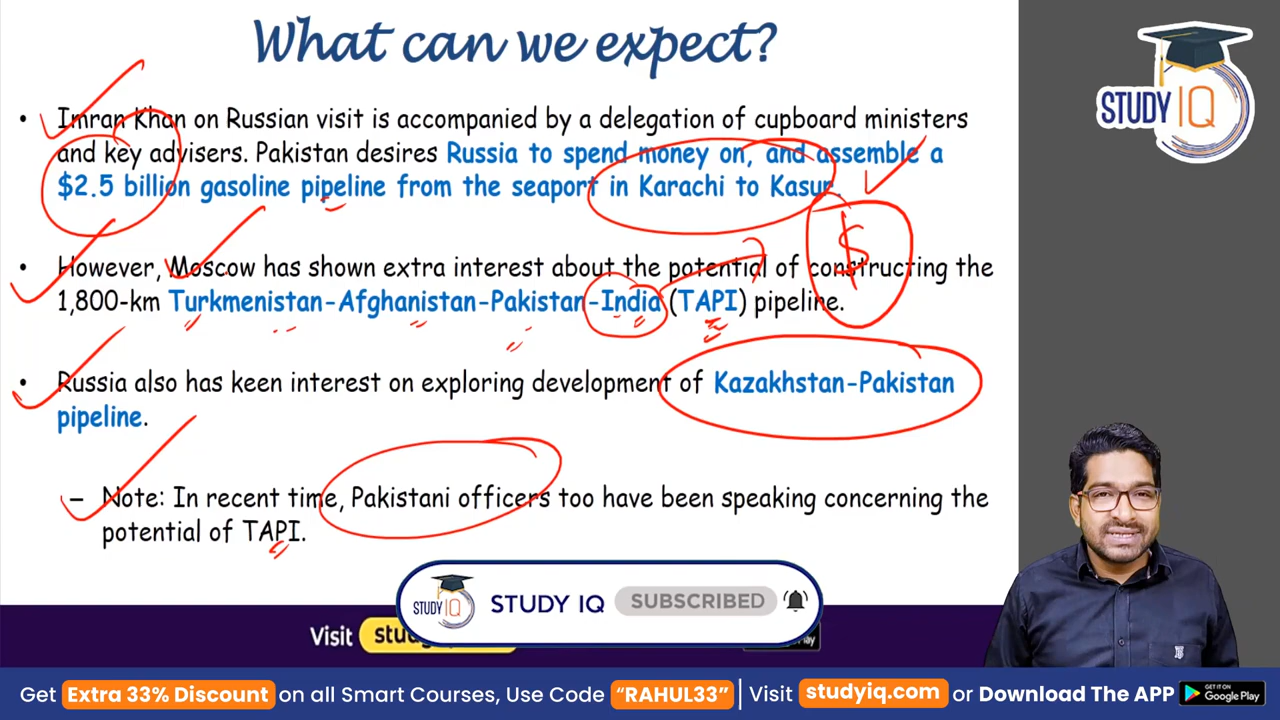 What can we expect?
STUDY IQ
• Imran Khan on Russian visit is accompanied by a delegation of cupboard ministers
and key advisers. Pakistan desires Russia to spend money on, and assemble a
$2.5 billion gasoline pipeline from the seaport in Karachi to Kasur.
$
• However, Moscow has shown extra interest about the potential of constructing the
1,800-km Turkmenistan-Afghanistan-Pakistan-India (TAPI) pipeline.
• Russia also has keen interest on exploring development of Kazakhstan-Pakistan
pipeline.
– Note: In recent time, Pakistani officers too have been speaking concerning the
potential of TAPI.
STUDY IQ STUDY IQ SUBSCRIBED
Visit
Get Extra 33% Discount on all Smart Courses, Use Code “RAHUL33” | Visit studyiq.com or Download The APP GET IT ON Google Play